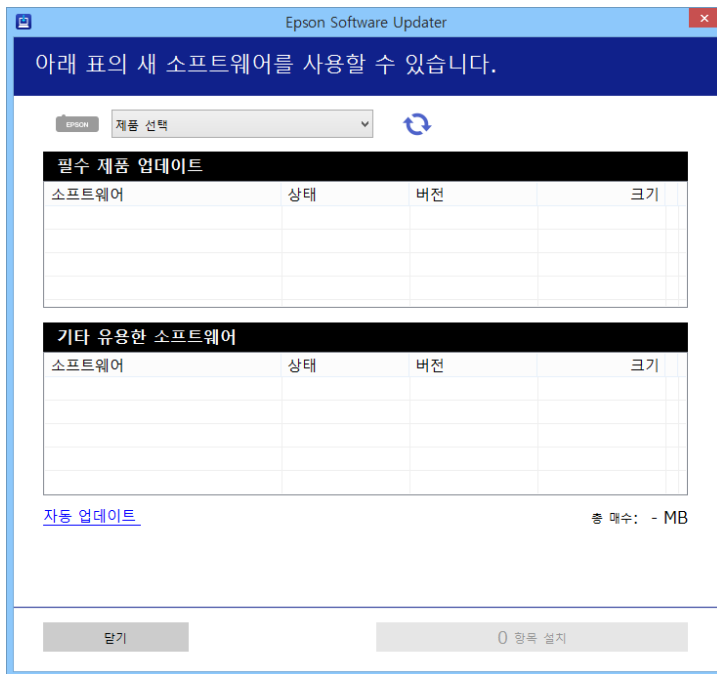 Epson Software Updater
아래 표의 새 소프트웨어를 사용할 수 있습니다.
EPSON 제품 선택
필수 제품 업데이트
소프트웨어 상태 버전 크기
기타 유용한 소프트웨어
소프트웨어 상태 버전 크기
자동 업데이트 총 매수: - MB
닫기 0 항목 설치